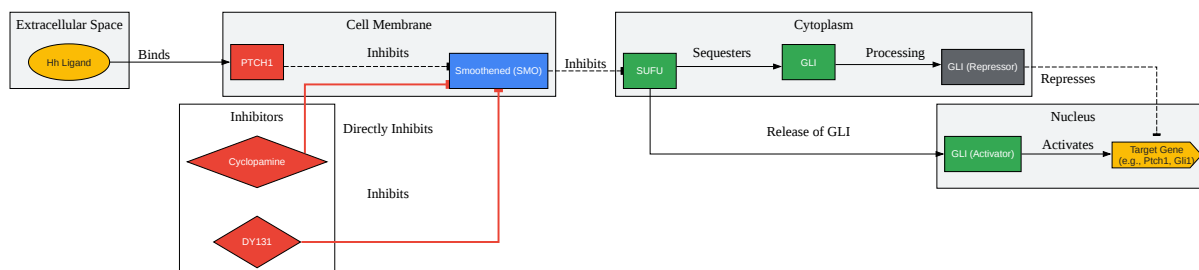 Extracellular Space
Hh Ligand
Binds
Cell Membrane
PTCH1
Inhibits
Smoothened (SMO)
Inhibits
Cytoplasm
SUFU
Sequesters
GLI
Processing
GLI (Repressor)
Represses
Inhibitors
Cyclopamine
Directly Inhibits
DY131
Inhibits
Release of GLI
Nucleus
GLI (Activator)
Activates
Target Gene
(e.g., Ptch1, Gli1)